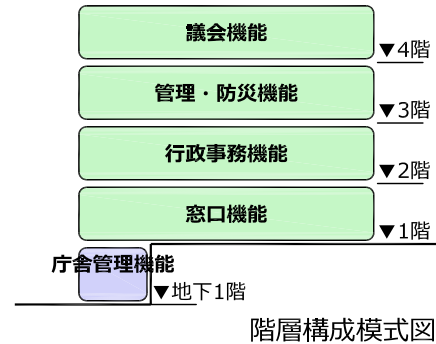 議会機能
▼4階
管理・防災機能
▼3階
行政事務機能
▼2階
窓口機能
▼1階
庁舎管理機能
▼地下1階
階層構成模式図